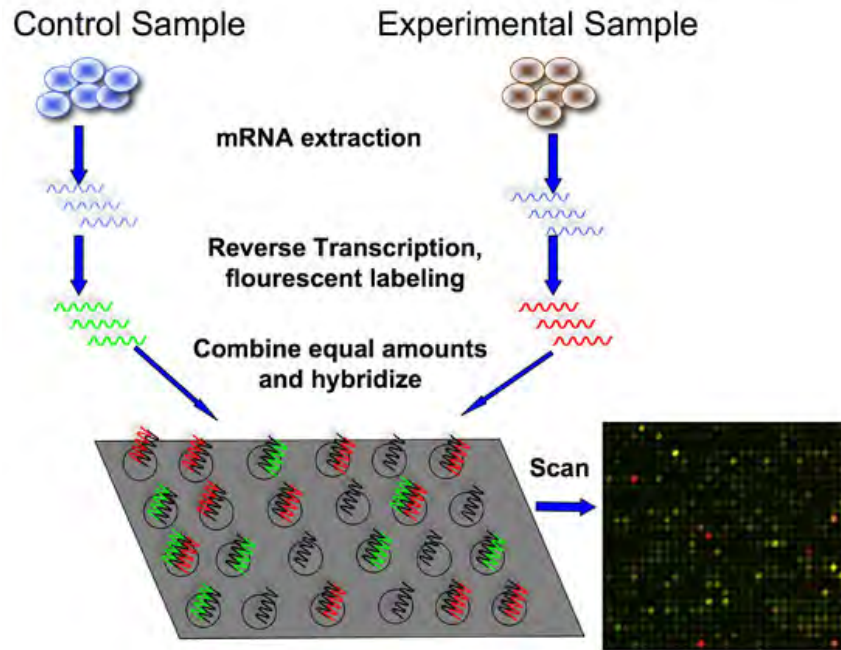 Control Sample
Experimental Sample
mRNA extraction
Reverse Transcription,
flourescent labeling
Combine equal amounts
and hybridize
Scan